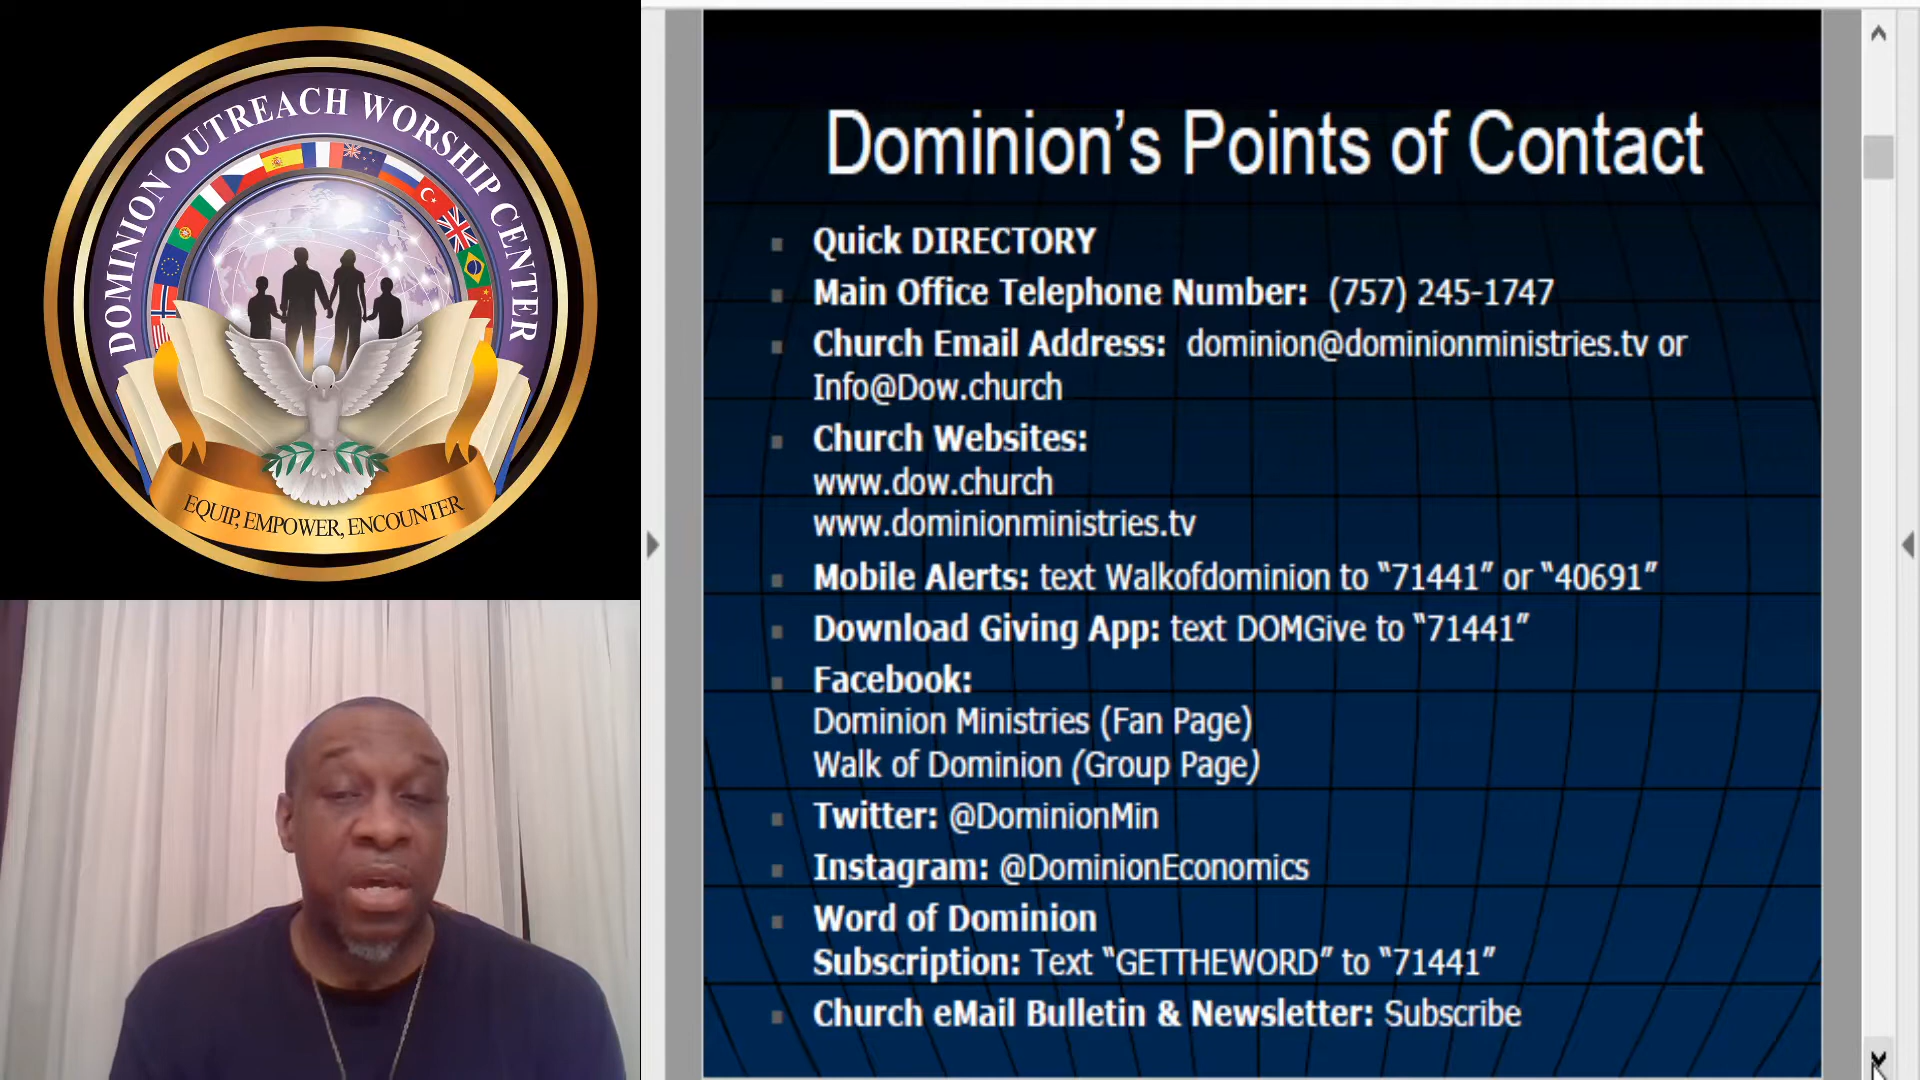 DOMINION OUTREACH WORSHIP CENTER
EQUIP, EMPOWER, ENCOUNTER
Dominion’s Points of Contact
Quick DIRECTORY
Main Office Telephone Number: (757) 245-1747
Church Email Address: dominion@dominionministries.tv or
Info@Dow.church
Church Websites:
www.dow.church
www.dominionministries.tv
Mobile Alerts: text Walkofdominion to “71441” or “40691”
Download Giving App: text DOMGive to “71441”
Facebook:
Dominion Ministries (Fan Page)
Walk of Dominion (Group Page)
Twitter: @DominionMin
Instagram: @DominionEconomics
Word of Dominion
Subscription: Text “GETTHEWORD” to “71441”
Church eMail Bulletin & Newsletter: Subscribe